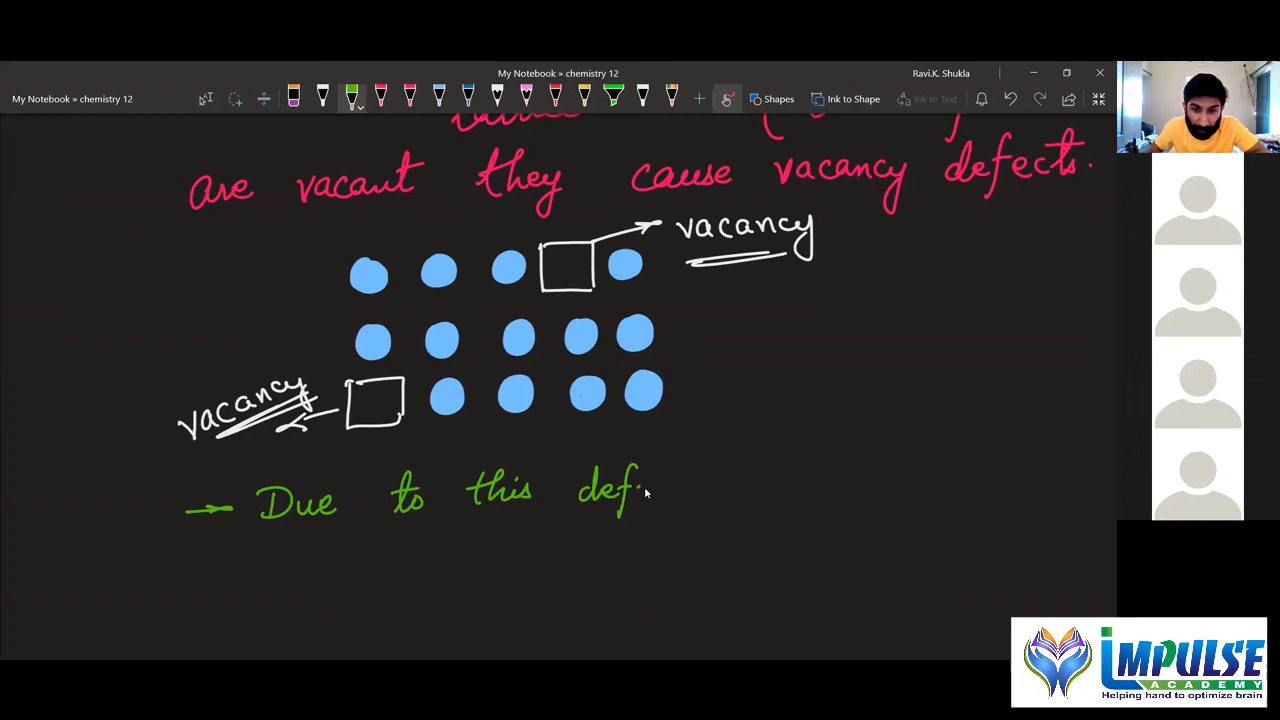 My Notebook » chemistry 12
Ravi.K. Shukla
My Notebook » chemistry 12
Shapes
Ink to Shape
Ink to Text
are vacant they cause vacancy defects.
vacancy
vacancy
→ Due to this def
IMPULSE
ACADEMY
Helping hand to optimize brain